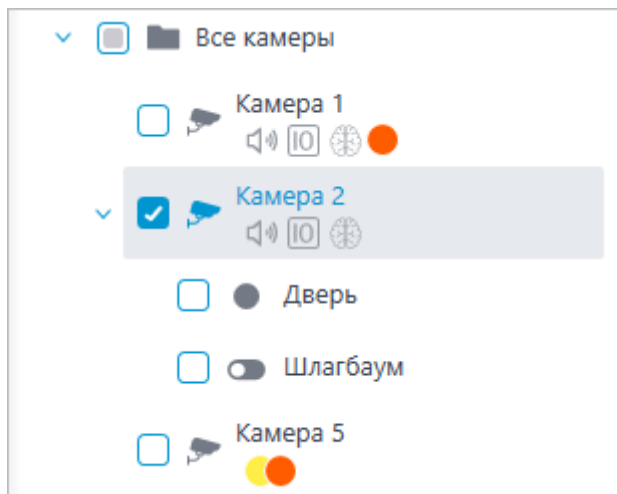 Все камеры
Камера 1
IO
Камера 2
IO
Дверь
Шлагбаум
Камера 5